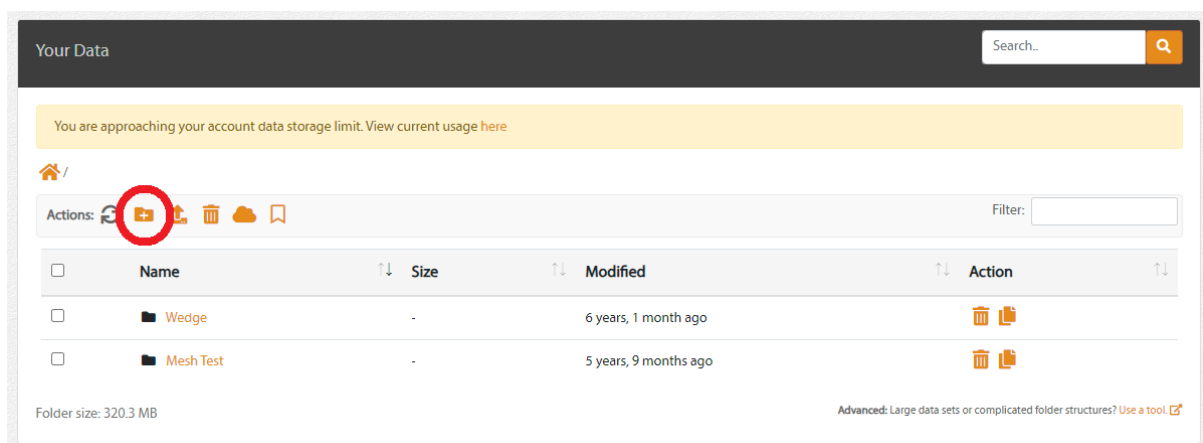 Your Data
Search..
You are approaching your account data storage limit. View current usage here
/
Actions:
Filter:
Name Size Modified Action
Wedge - 6 years, 1 month ago
Mesh Test - 5 years, 9 months ago
Folder size: 320.3 MB
Advanced: Large data sets or complicated folder structures? Use a tool.